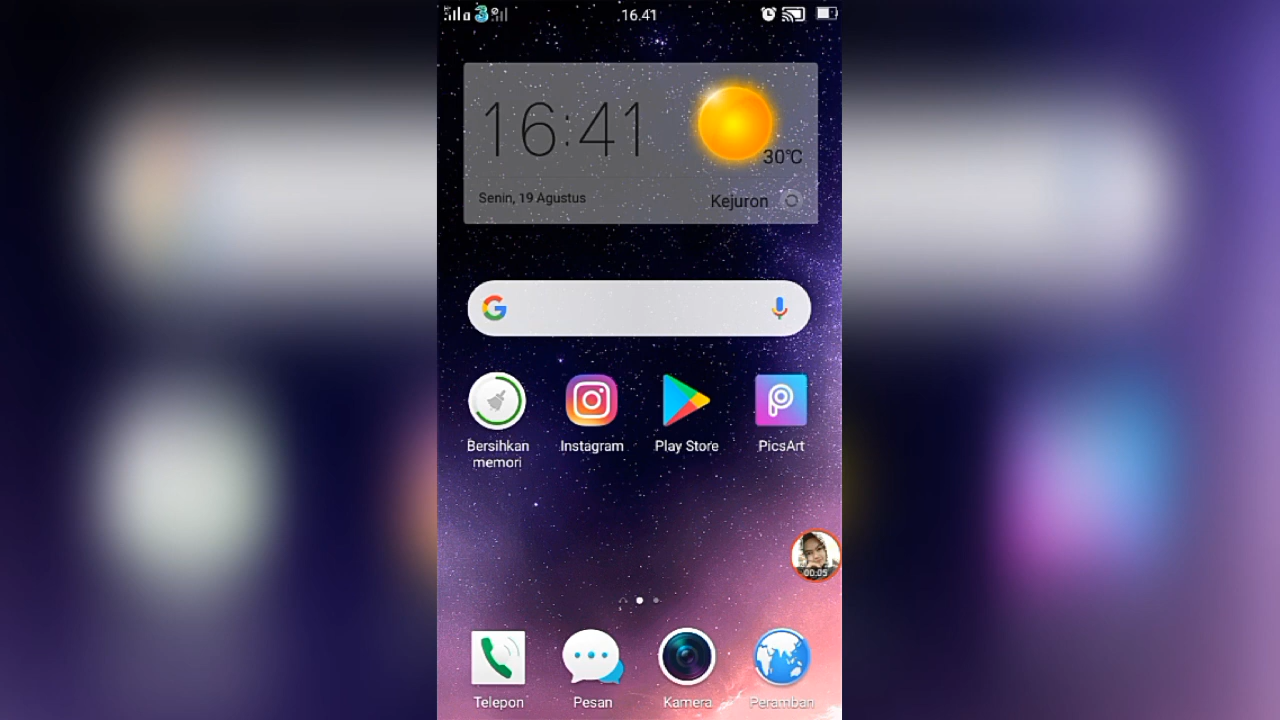 3
16.41
16:41
30°C
Senin, 19 Agustus
Kejuron
G
Bersihkan
memori
Instagram
Play Store
PicsArt
00:05
Telepon
Pesan
Kamera
Peramban